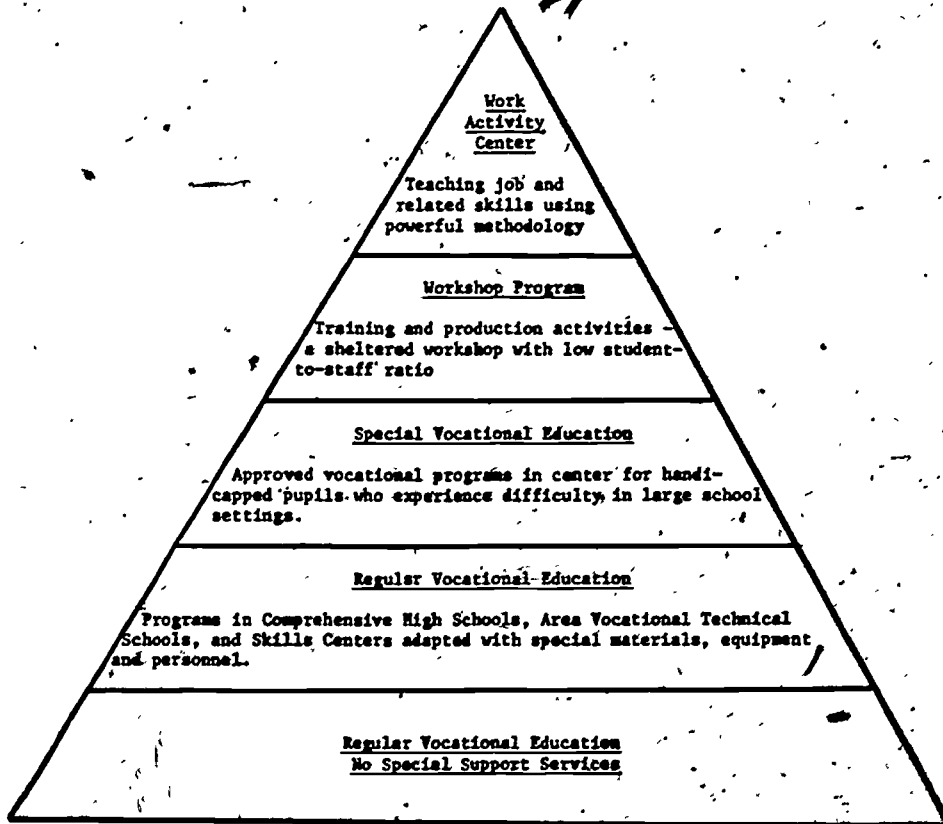 Work
Activity
Center
Teaching job and
related skills using
powerful methodology
Workshop Program
Training and production activities -
a sheltered workshop with low student-
to-staff ratio
Special Vocational Education
Approved vocational programs in center for handi-
capped pupils who experience difficulty in large school
settings.
Regular Vocational Education
Programs in Comprehensive High Schools, Area Vocational Technical
Schools, and Skills Centers adapted with special materials, equipment
and personnel.
Regular Vocational Education
No Special Support Services